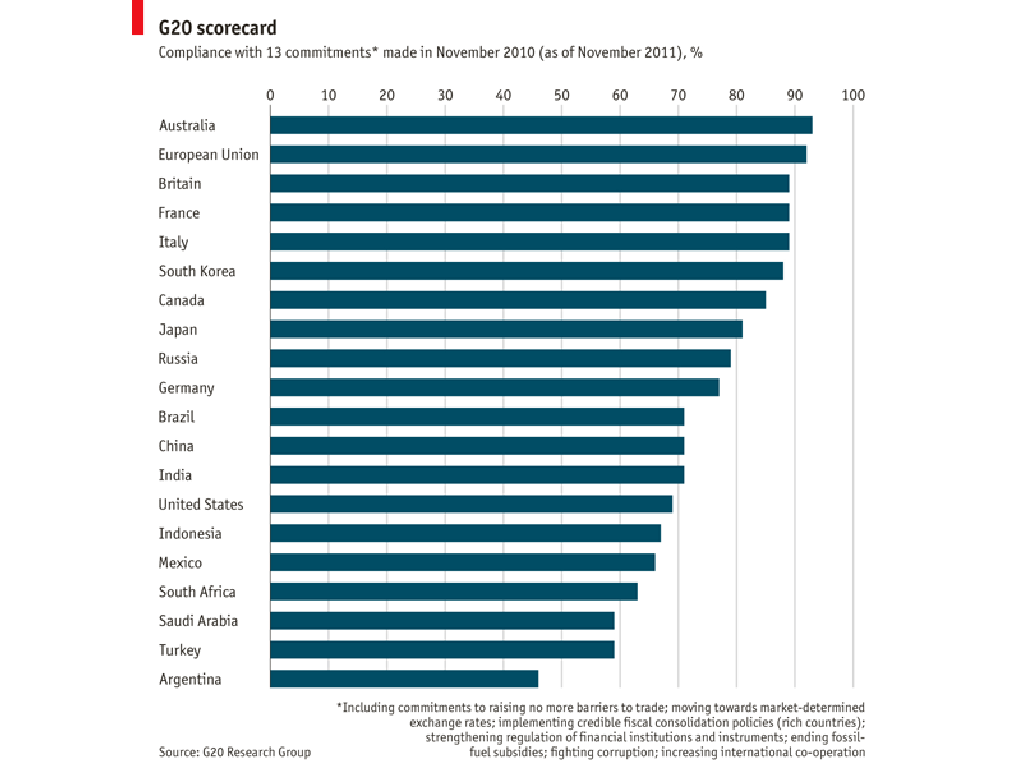 G20 scorecard
Compliance with 13 commitments* made in November 2010 (as of November 2011), %
0 10 20 30 40 50 60 70 80 90 100
Australia
European Union
Britain
France
Italy
South Korea
Canada
Japan
Russia
Germany
Brazil
China
India
United States
Indonesia
Mexico
South Africa
Saudi Arabia
Turkey
Argentina
*Including commitments to raising no more barriers to trade; moving towards market-determined
exchange rates; implementing credible fiscal consolidation policies (rich countries);
strengthening regulation of financial institutions and instruments; ending fossil-
fuel subsidies; fighting corruption; increasing international co-operation
Source: G20 Research Group